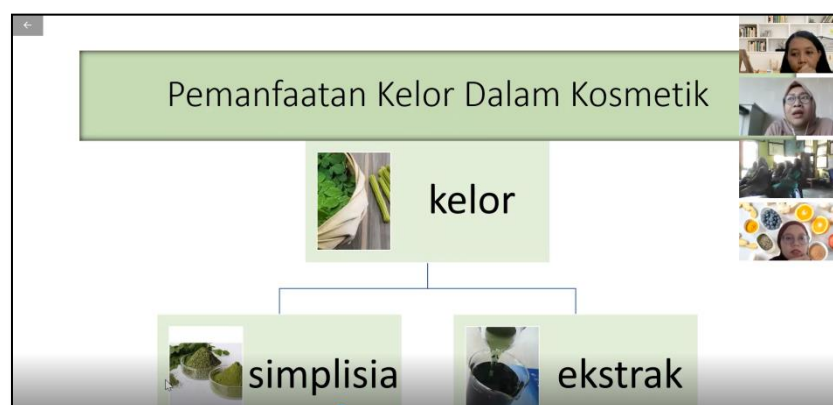 Pemanfaatan Kelor Dalam Kosmetik
kelor
simplisia
ekstrak